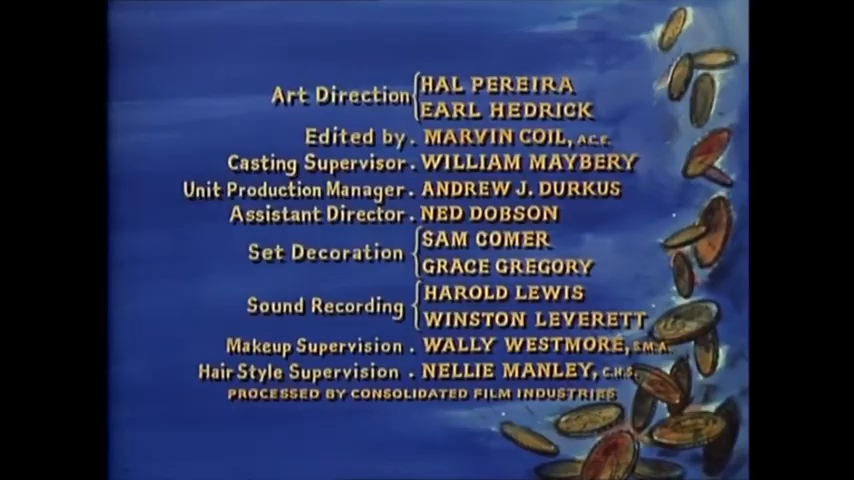 Art Direction { HAL PEREIRA
EARL HEDRICK
Edited by. MARVIN COIL, A.C.E.
Casting Supervisor. WILLIAM MAYBERY
Unit Production Manager. ANDREW J. DURKUS
Assistant Director. NED DOBSON
Set Decoration { SAM COMER
GRACE GREGORY
Sound Recording { HAROLD LEWIS
WINSTON LEVERETT
Makeup Supervision . WALLY WESTMORE, S.M.A.
Hair Style Supervision . NELLIE MANLEY, C.H.S.
PROCESSED BY CONSOLIDATED FILM INDUSTRIES